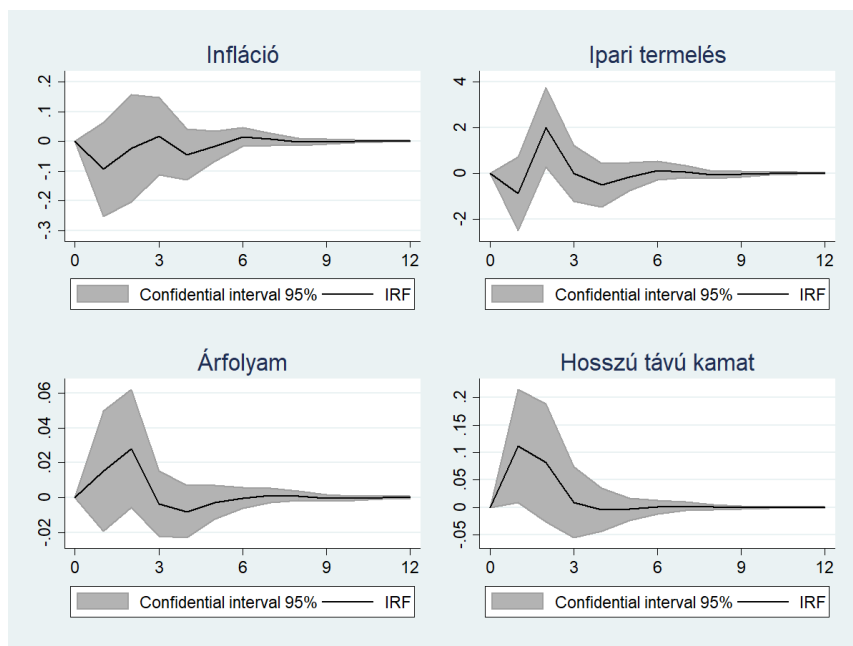 Infláció
.2
.1
0
-.1
-.2
-.3
0 3 6 9 12
Confidential interval 95% IRF
Ipari termelés
4
2
0
-2
0 3 6 9 12
Confidential interval 95% IRF
Árfolyam
.06
.04
.02
0
-.02
0 3 6 9 12
Confidential interval 95% IRF
Hosszú távú kamat
.2
.15
.1
.05
0
-.05
0 3 6 9 12
Confidential interval 95% IRF